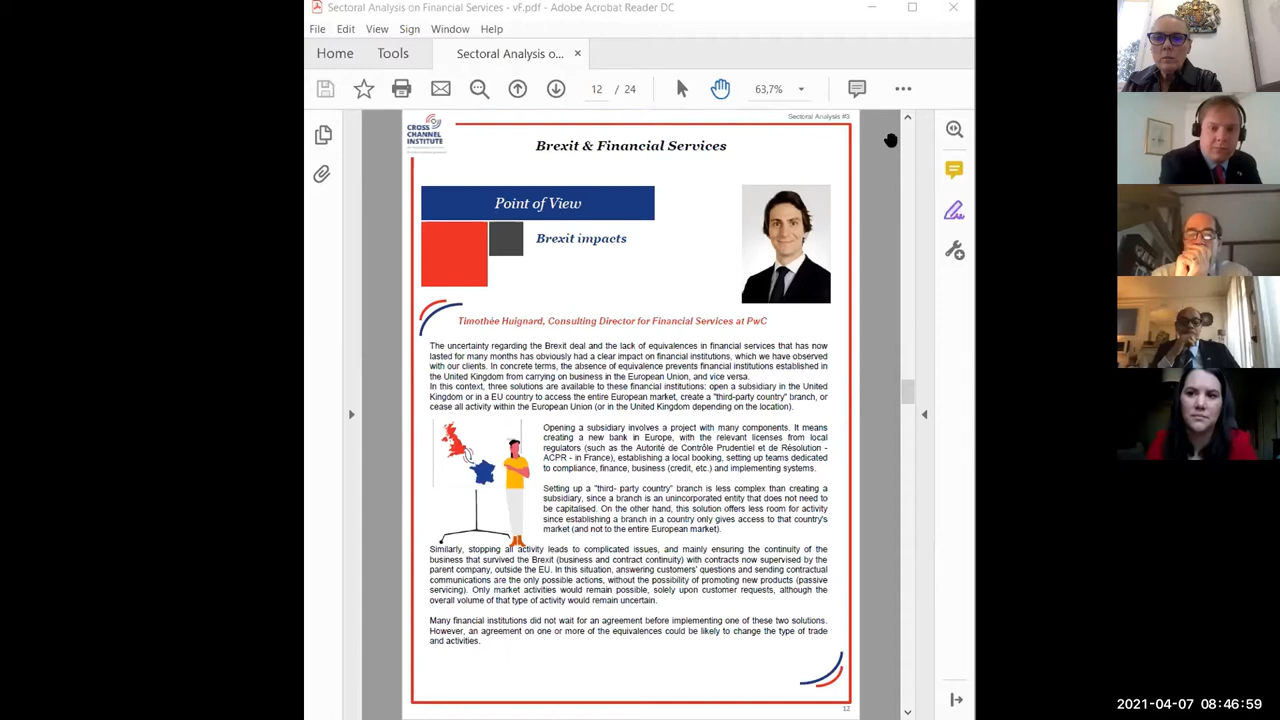 Sectoral Analysis on Financial Services - vF.pdf - Adobe Acrobat Reader DC
File Edit View Sign Window Help
Home Tools Sectoral Analysis o... ×
12 / 24 63,7%
Sectoral Analysis #3
CROSS
CHANNEL
INSTITUTE
Brexit & Financial Services
Point of View
Brexit impacts
Timothée Huignard, Consulting Director for Financial Services at PwC
The uncertainty regarding the Brexit deal and the lack of equivalences in financial services that has now
lasted for many months has obviously had a clear impact on financial institutions, which we have observed
with our clients. In concrete terms, the absence of equivalence prevents financial institutions established in
the United Kingdom from carrying on business in the European Union, and vice versa.
In this context, three solutions are available to these financial institutions: open a subsidiary in the United
Kingdom or in a EU country to access the entire European market, create a "third-party country" branch, or
cease all activity within the European Union (or in the United Kingdom depending on the location).
Opening a subsidiary involves a project with many components. It means
creating a new bank in Europe, with the relevant licenses from local
regulators (such as the Autorité de Contrôle Prudentiel et de Résolution -
ACPR - in France), establishing a local booking, setting up teams dedicated
to compliance, finance, business (credit, etc.) and implementing systems.
Setting up a "third- party country" branch is less complex than creating a
subsidiary, since a branch is an unincorporated entity that does not need to
be capitalised. On the other hand, this solution offers less room for activity
since establishing a branch in a country only gives access to that country's
market (and not to the entire European market).
Similarly, stopping all activity leads to complicated issues, and mainly ensuring the continuity of the
business that survived the Brexit (business and contract continuity) with contracts now supervised by the
parent company, outside the EU. In this situation, answering customers' questions and sending contractual
communications are the only possible actions, without the possibility of promoting new products (passive
servicing). Only market activities would remain possible, solely upon customer requests, although the
overall volume of that type of activity would remain uncertain.
Many financial institutions did not wait for an agreement before implementing one of these two solutions.
However, an agreement on one or more of the equivalences could be likely to change the type of trade
and activities.
12
2021-04-07 08:46:59